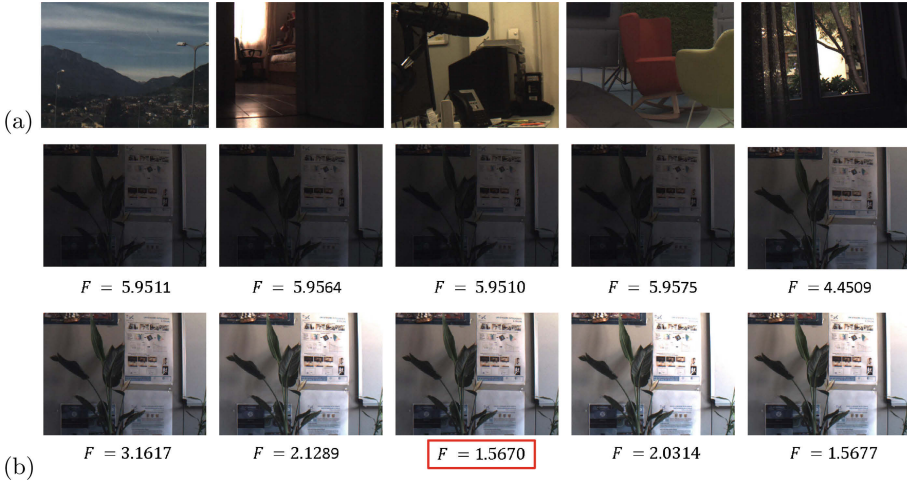 (a)
F = 5.9511 F = 5.9564 F = 5.9510 F = 5.9575 F = 4.4509
F = 3.1617 F = 2.1289 F = 1.5670 F = 2.0314 F = 1.5677
(b)